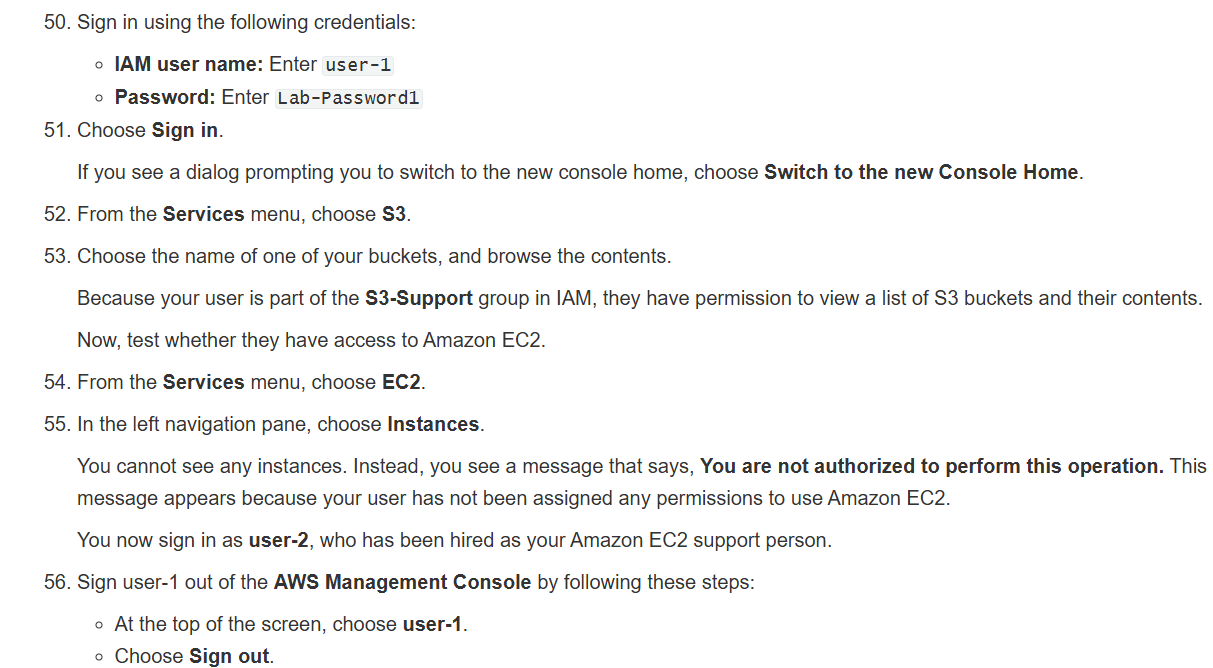 50. Sign in using the following credentials:
◦ IAM user name: Enter user-1
◦ Password: Enter Lab-Password1
51. Choose Sign in.
If you see a dialog prompting you to switch to the new console home, choose Switch to the new Console Home.
52. From the Services menu, choose S3.
53. Choose the name of one of your buckets, and browse the contents.
Because your user is part of the S3-Support group in IAM, they have permission to view a list of S3 buckets and their contents.
Now, test whether they have access to Amazon EC2.
54. From the Services menu, choose EC2.
55. In the left navigation pane, choose Instances.
You cannot see any instances. Instead, you see a message that says, You are not authorized to perform this operation. This
message appears because your user has not been assigned any permissions to use Amazon EC2.
You now sign in as user-2, who has been hired as your Amazon EC2 support person.
56. Sign user-1 out of the AWS Management Console by following these steps:
◦ At the top of the screen, choose user-1.
◦ Choose Sign out.